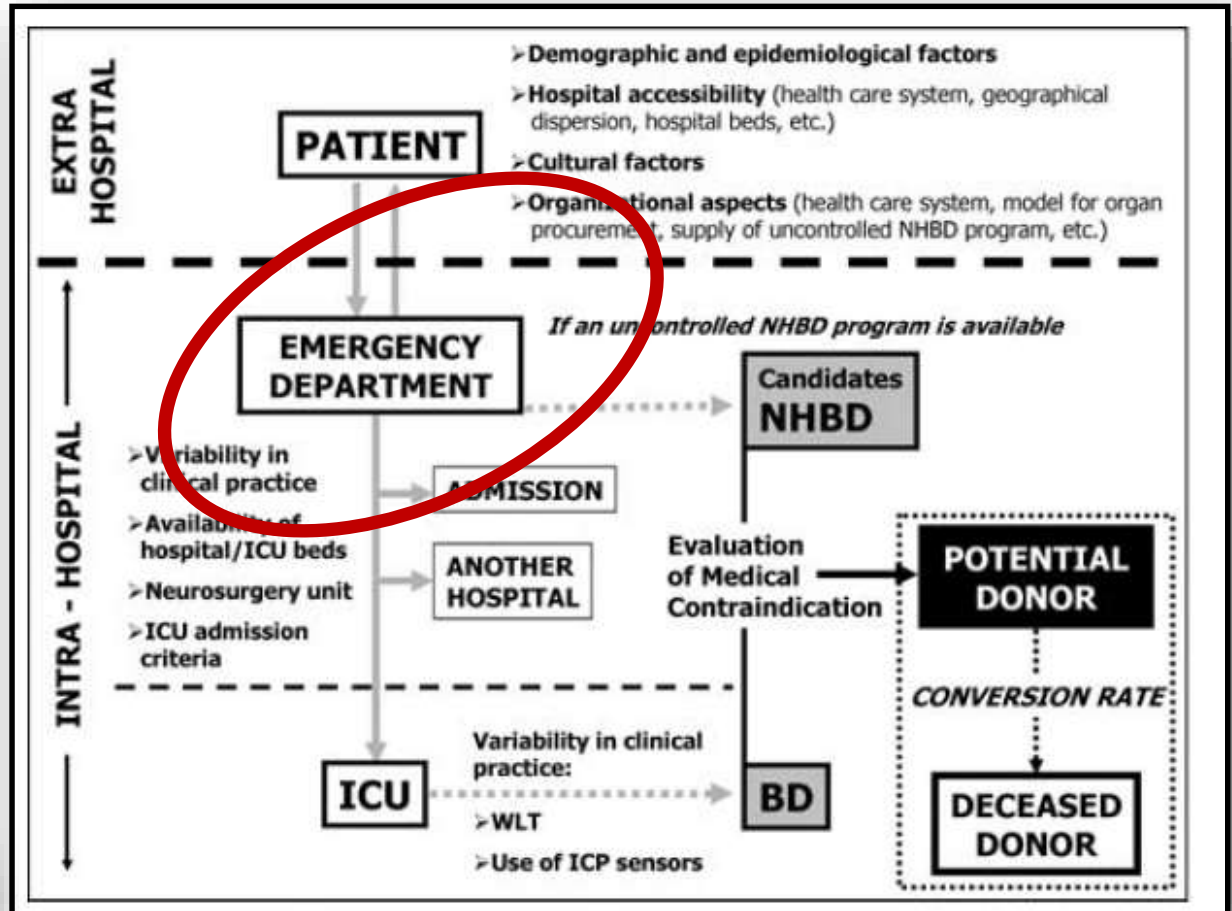 EXTRA
HOSPITAL
PATIENT
➢Demographic and epidemiological factors
➢Hospital accessibility (health care system, geographical
dispersion, hospital beds, etc.)
➢Cultural factors
➢Organizational aspects (health care system, model for organ
procurement, supply of uncontrolled NHBD program, etc.)
INTRA - HOSPITAL
EMERGENCY
DEPARTMENT
If an uncontrolled NHBD program is available
Candidates
NHBD
➢Variability in
clinical practice
➢Availability of
hospital/ICU beds
➢Neurosurgery unit
➢ICU admission
criteria
ADMISSION
ANOTHER
HOSPITAL
Evaluation
of Medical
Contraindication
POTENTIAL
DONOR
CONVERSION RATE
DECEASED
DONOR
ICU
Variability in clinical
practice:
➢WLT
➢Use of ICP sensors
BD